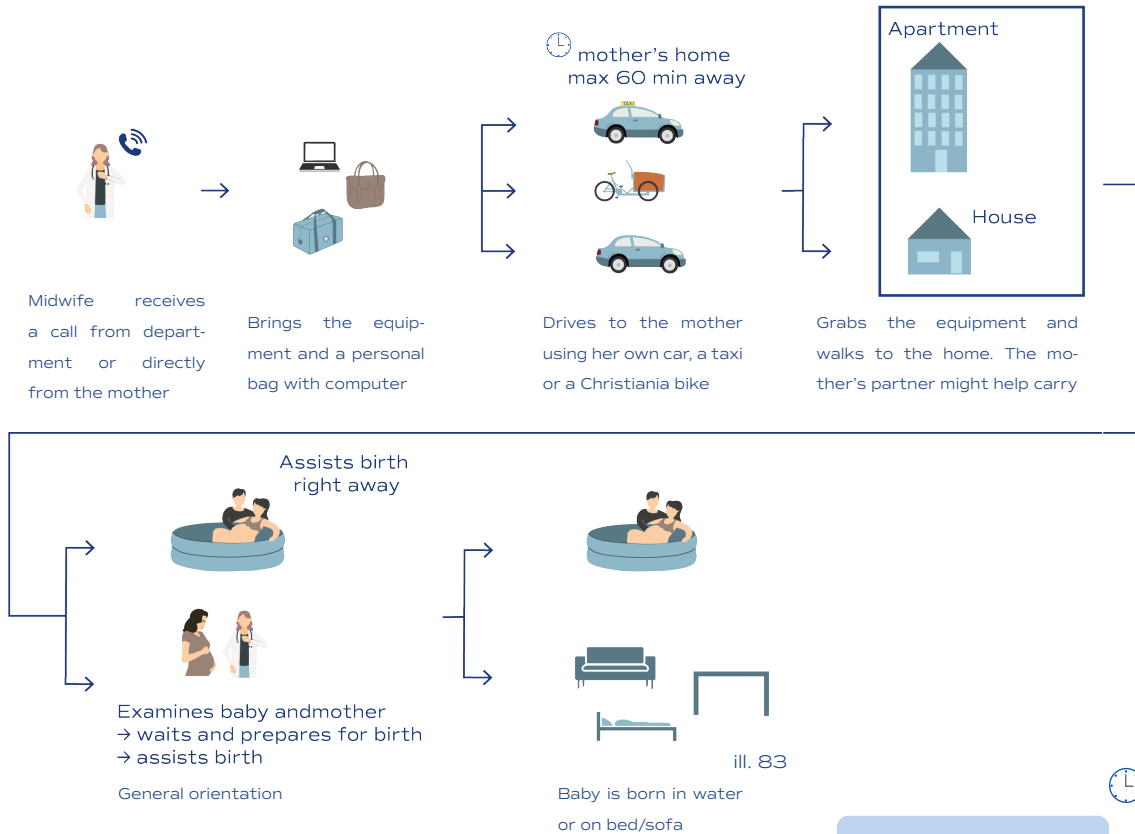 Apartment
mother's home
max 60 min away
TAXI
House
Midwife receives
a call from depart-
ment or directly
from the mother
Brings the equip-
ment and a personal
bag with computer
Drives to the mother
using her own car, a taxi
or a Christiania bike
Grabs the equipment and
walks to the home. The mo-
ther's partner might help carry
Assists birth
right away
Examines baby andmother
→ waits and prepares for birth
→ assists birth
General orientation
ill. 83
Baby is born in water
or on bed/sofa